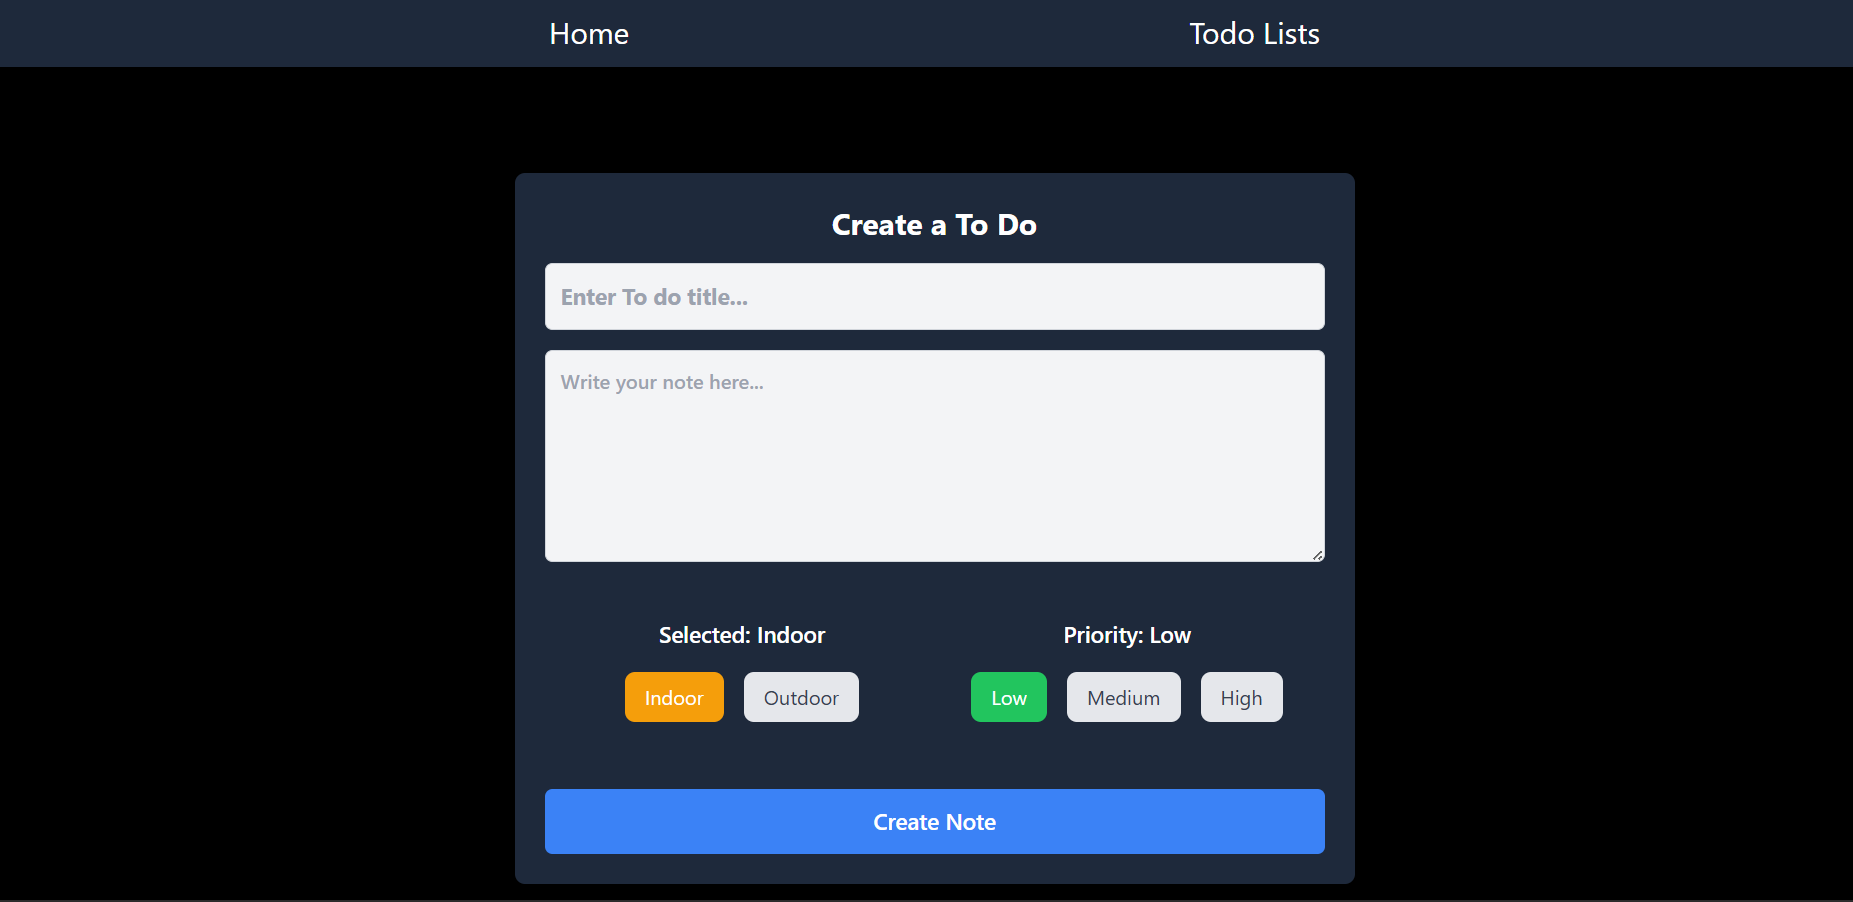 Home Todo Lists
Create a To Do
Enter To do title...
Write your note here...
Selected: Indoor Priority: Low
Indoor Outdoor Low Medium High
Create Note